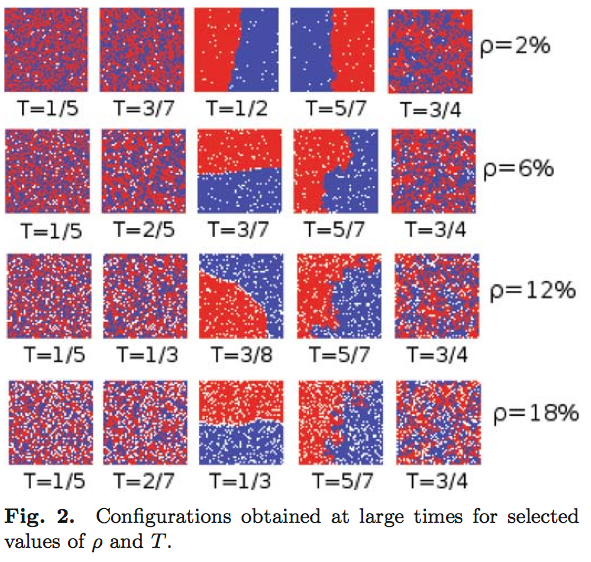 ρ=2%
T=1/5 T=3/7 T=1/2 T=5/7 T=3/4
ρ=6%
T=1/5 T=2/5 T=3/7 T=5/7 T=3/4
ρ=12%
T=1/5 T=1/3 T=3/8 T=5/7 T=3/4
ρ=18%
T=1/5 T=2/7 T=1/3 T=5/7 T=3/4
Fig. 2. Configurations obtained at large times for selected
values of ρ and T.